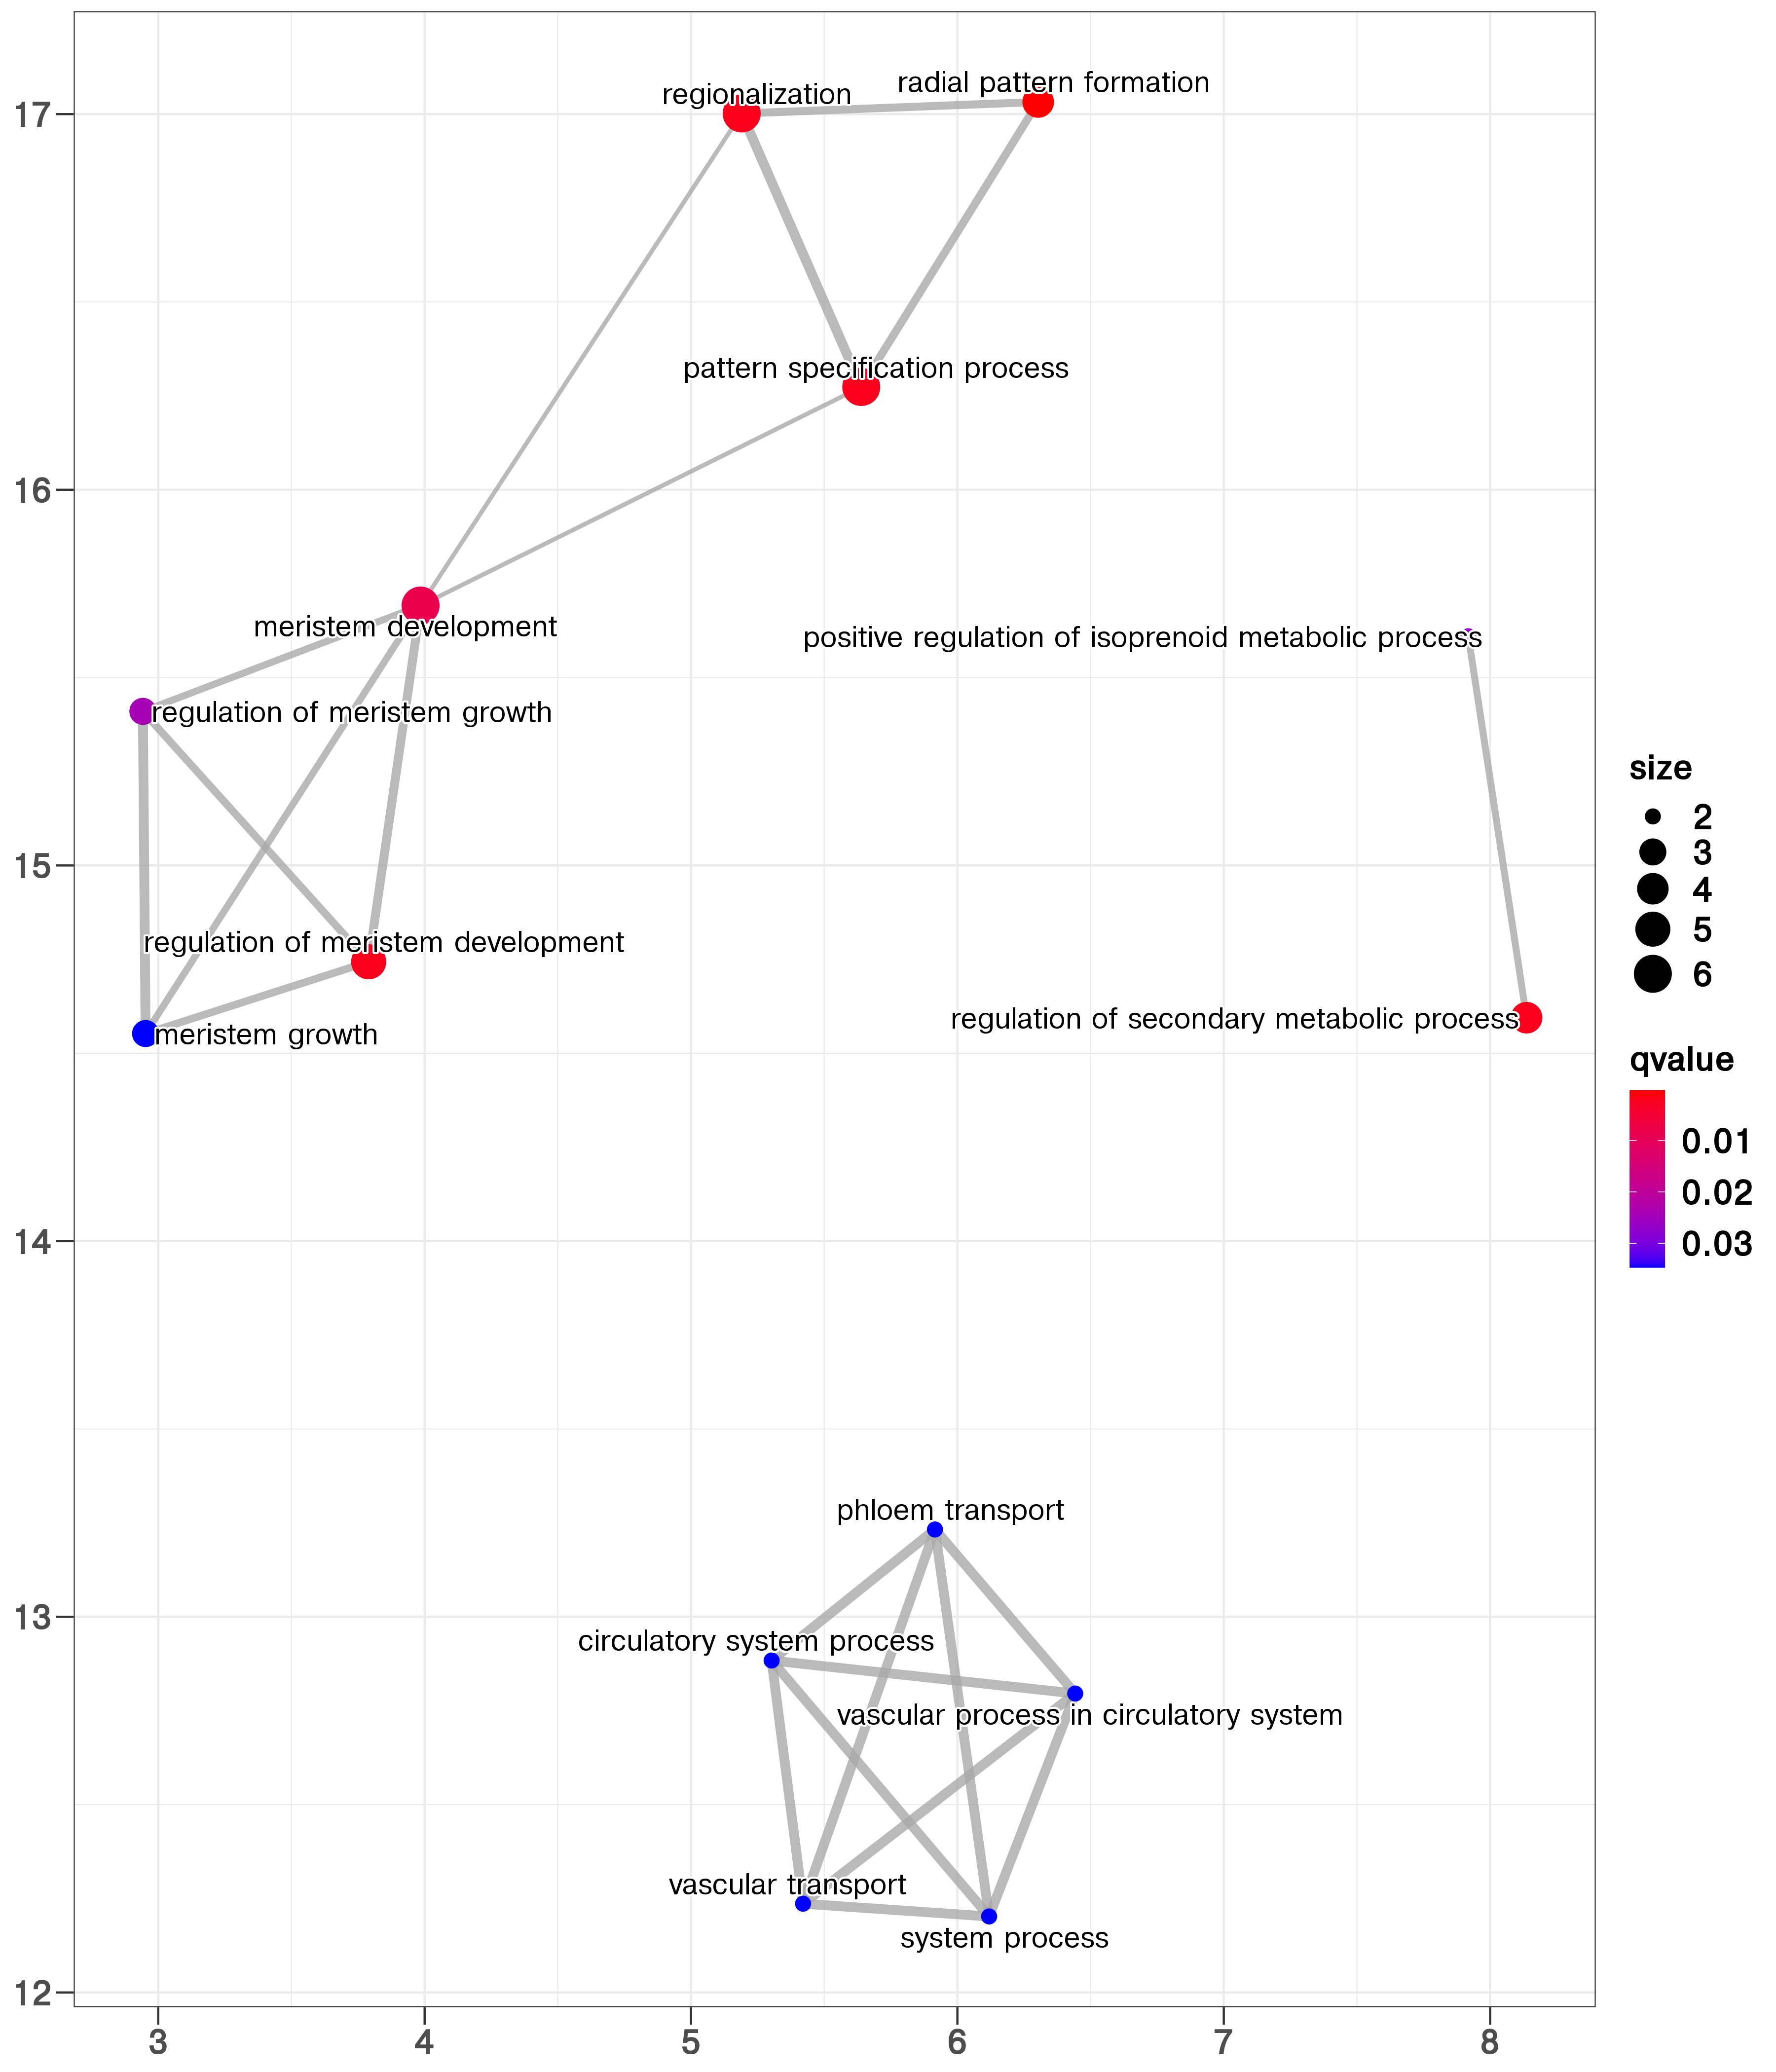 radial pattern formation
regionalization
17
pattern specification process
16
meristem development
positive regulation of isoprenoid metabolic process
regulation of meristem growth
15
regulation of meristem development
regulation of secondary metabolic process
meristem growth
14
phloem transport
13
circulatory system process
vascular process in circulatory system
vascular transport
system process
12
3 4 5 6 7 8
size
2
3
4
5
6
qvalue
0.01
0.02
0.03